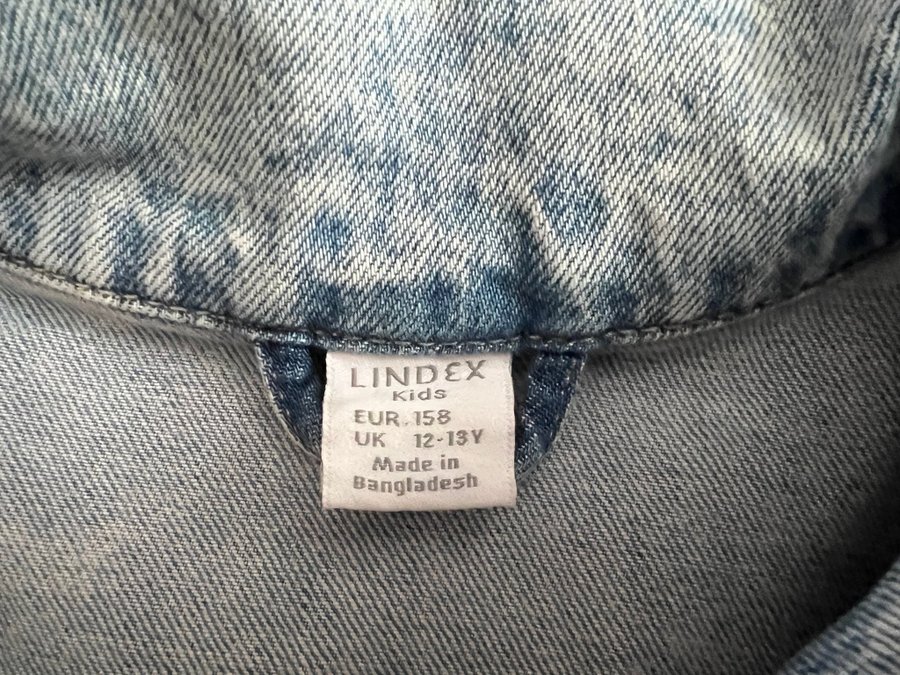 LINDEX
Kids
EUR. 158
UK 12-13Y
Made in
Bangladesh